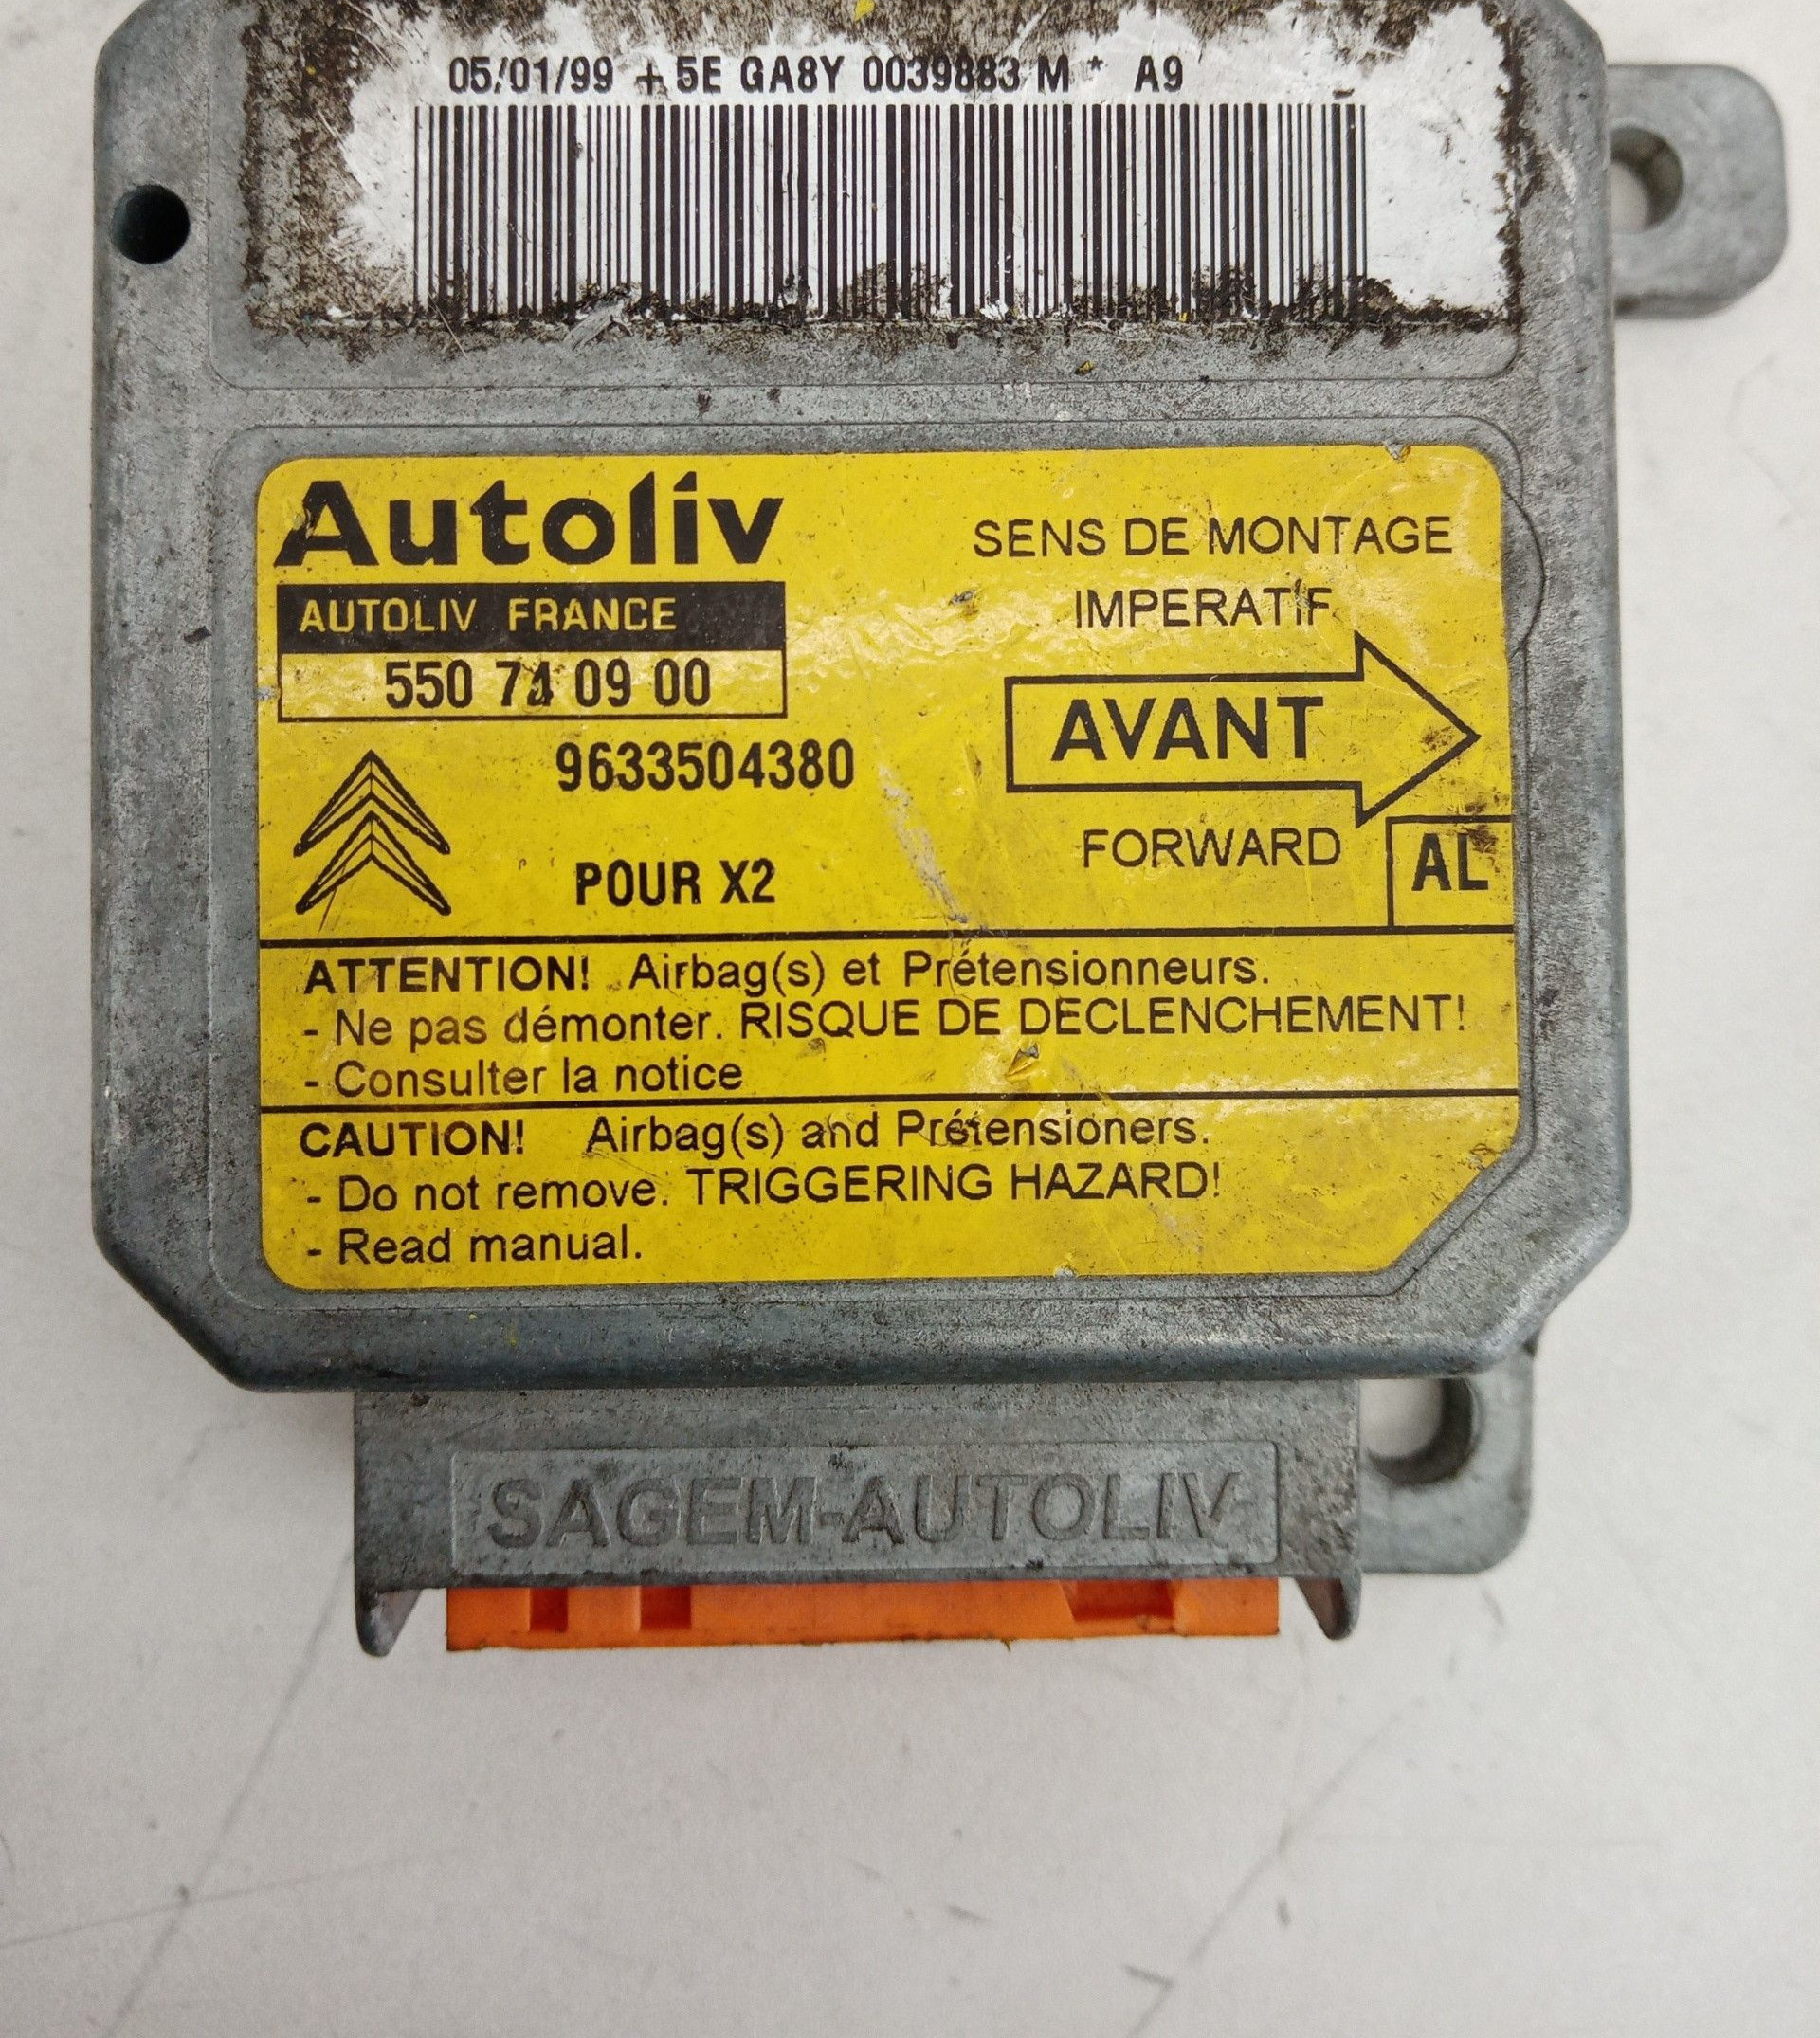 05/01/99 + 5E GA8Y 0039883 M * A9
Autoliv
AUTOLIV FRANCE
550 74 09 00
9633504380
POUR X2
SENS DE MONTAGE
IMPERATIF
AVANT
FORWARD
AL
ATTENTION! Airbag(s) et Prétensionneurs.
- Ne pas démonter. RISQUE DE DECLENCHEMENT!
- Consulter la notice
CAUTION! Airbag(s) and Prétensioners.
- Do not remove. TRIGGERING HAZARD!
- Read manual.
SAGEM-AUTOLIV